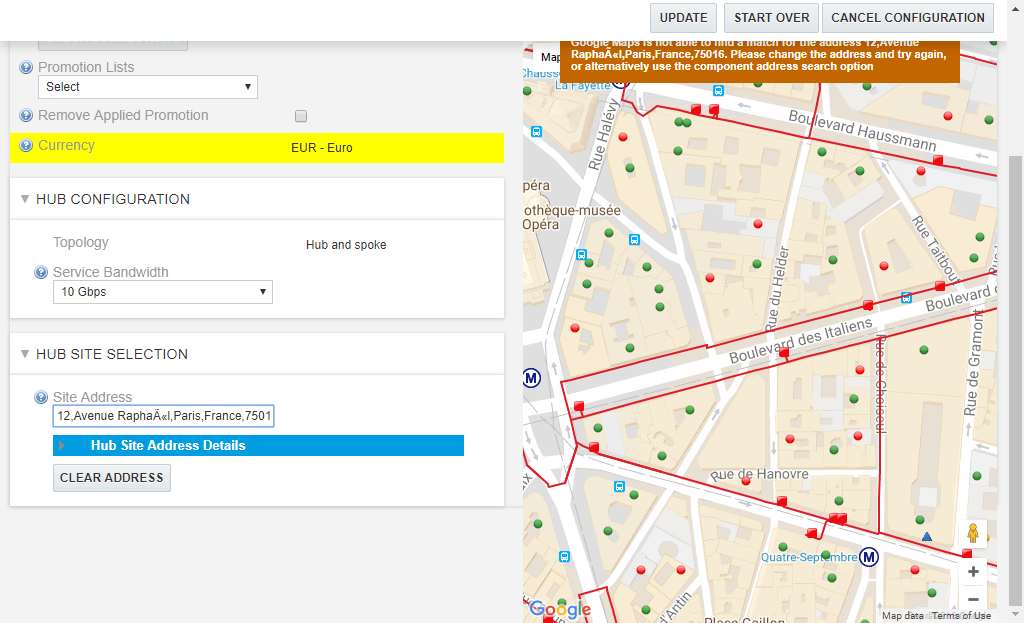 UPDATE
START OVER
CANCEL CONFIGURATION
Promotion Lists
Select
Remove Applied Promotion
Currency
EUR - Euro
HUB CONFIGURATION
Topology
Hub and spoke
Service Bandwidth
10 Gbps
HUB SITE SELECTION
Site Address
12,Avenue RaphaÄ«l,Paris,France,7501
Hub Site Address Details
CLEAR ADDRESS
Google Maps is not able to find a match for the address 12,Avenue
RaphaÄ«l,Paris,France,75016. Please change the address and try again,
or alternatively use the component address search option
Map
La Fayette
Rue Halévy
Boulevard Haussmann
péra
othèque-musée
Opéra
Rue Taitbout
Rue du Helder
Boulevard d
Boulevard des Italiens
Rue de Gramont
Rue de Choiseul
M
Rue de Hanovre
Quatre-Septembre
M
d'Antin
Place Gaillon
Google
Map data
Terms of Use